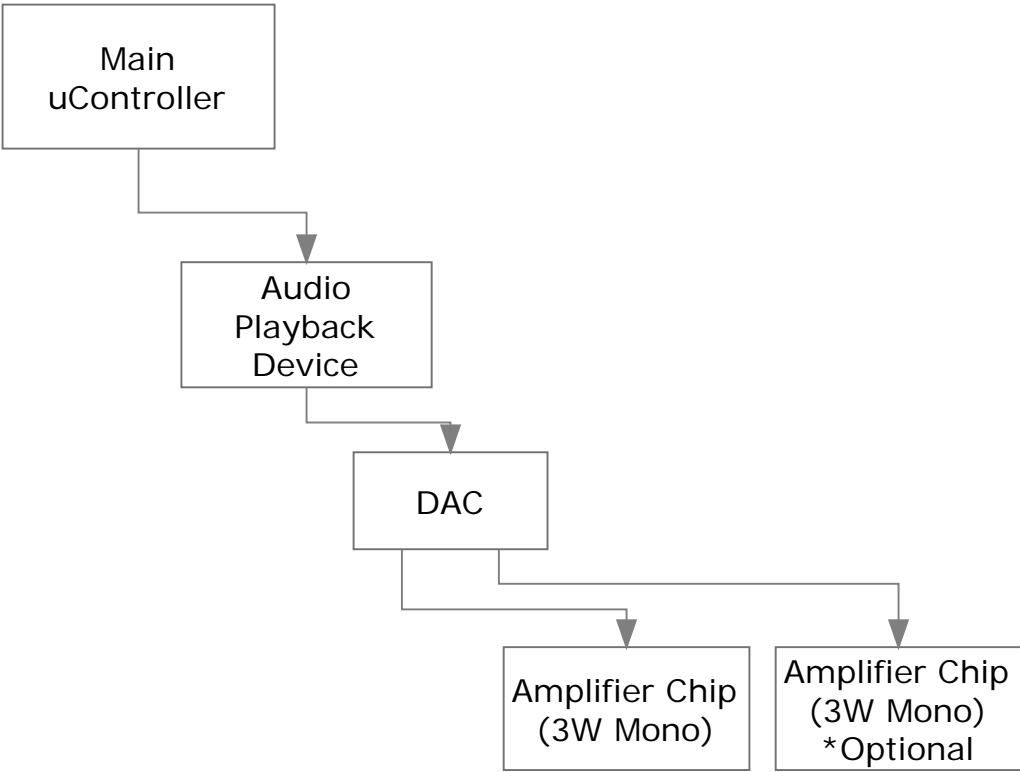 Main
uController
Audio
Playback
Device
DAC
Amplifier Chip
(3W Mono)
Amplifier Chip
(3W Mono)
*Optional